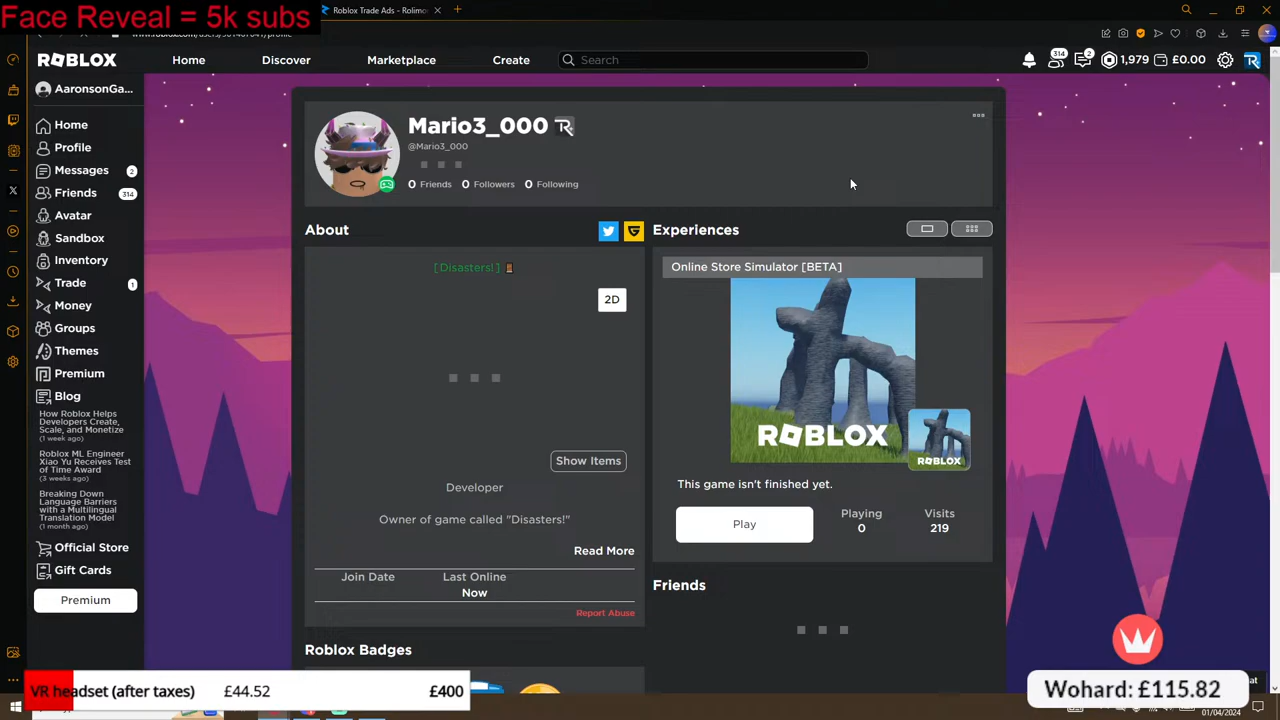 Face Reveal = 5k subs
Roblox Trade Ads - Rolimo
ROBLOX
Home
Discover
Marketplace
Create
Search
314
2
1,979
£0.00
AaronsonGa...
Home
Profile
Messages
2
Friends
314
Avatar
Sandbox
Inventory
Trade
1
Money
Groups
Themes
Premium
Blog
How Roblox Helps
Developers Create,
Scale, and Monetize
(1 week ago)
Roblox ML Engineer
Xiao Yu Receives Test
of Time Award
(3 weeks ago)
Breaking Down
Language Barriers
with a Multilingual
Translation Model
(1 month ago)
Official Store
Gift Cards
Premium
Mario3_000
@Mario3_000
0 Friends 0 Followers 0 Following
About
[Disasters!]
2D
Show Items
Developer
Owner of game called "Disasters!"
Read More
Join Date
Last Online
Now
Report Abuse
Roblox Badges
Experiences
Online Store Simulator [BETA]
ROBLOX
ROBLOX
This game isn't finished yet.
Play
Playing
0
Visits
219
Friends
VR headset (after taxes) £44.52 £400
Wohard: £115.82
01/04/2024